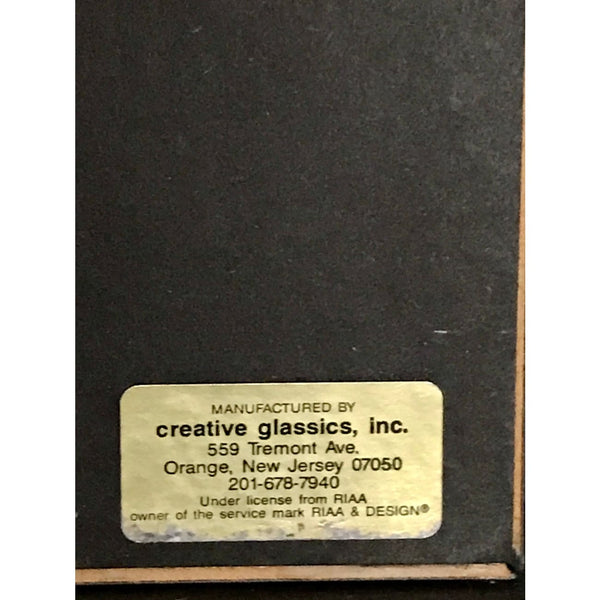 MANUFACTURED BY
creative glassics, inc.
559 Tremont Ave.
Orange, New Jersey 07050
201-678-7940
Under license from RIAA
owner of the service mark RIAA & DESIGN®